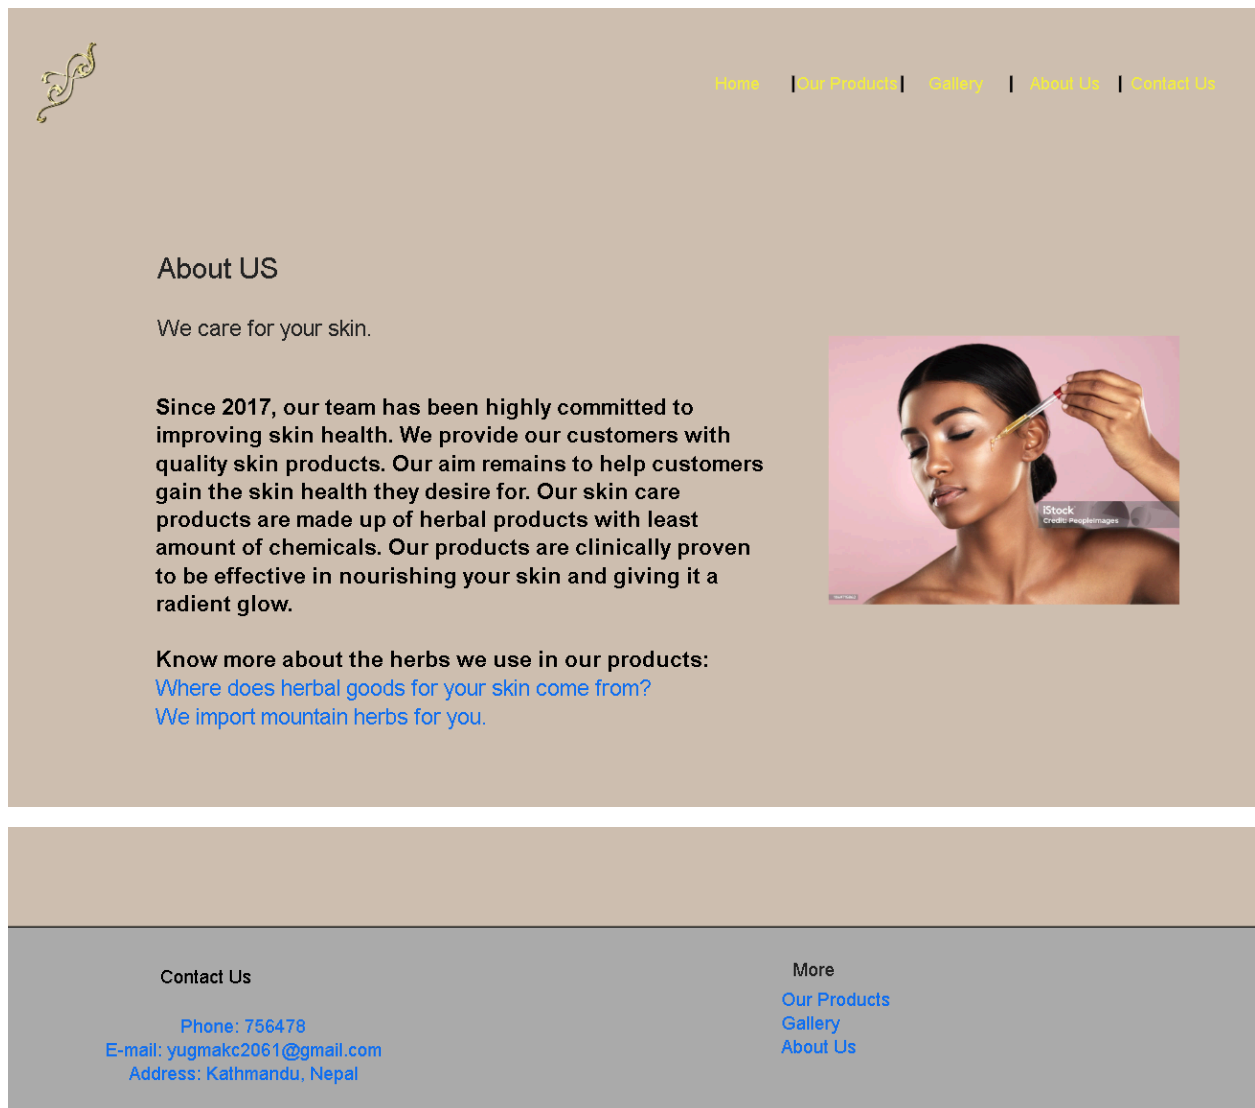 Home | Our Products | Gallery | About Us | Contact Us
About US
We care for your skin.
Since 2017, our team has been highly committed to
improving skin health. We provide our customers with
quality skin products. Our aim remains to help customers
gain the skin health they desire for. Our skin care
products are made up of herbal products with least
amount of chemicals. Our products are clinically proven
to be effective in nourishing your skin and giving it a
radient glow.
iStock
Credit: PeopleImages
Know more about the herbs we use in our products:
Where does herbal goods for your skin come from?
We import mountain herbs for you.
Contact Us
Phone: 756478
E-mail: yugmakc2061@gmail.com
Address: Kathmandu, Nepal
More
Our Products
Gallery
About Us